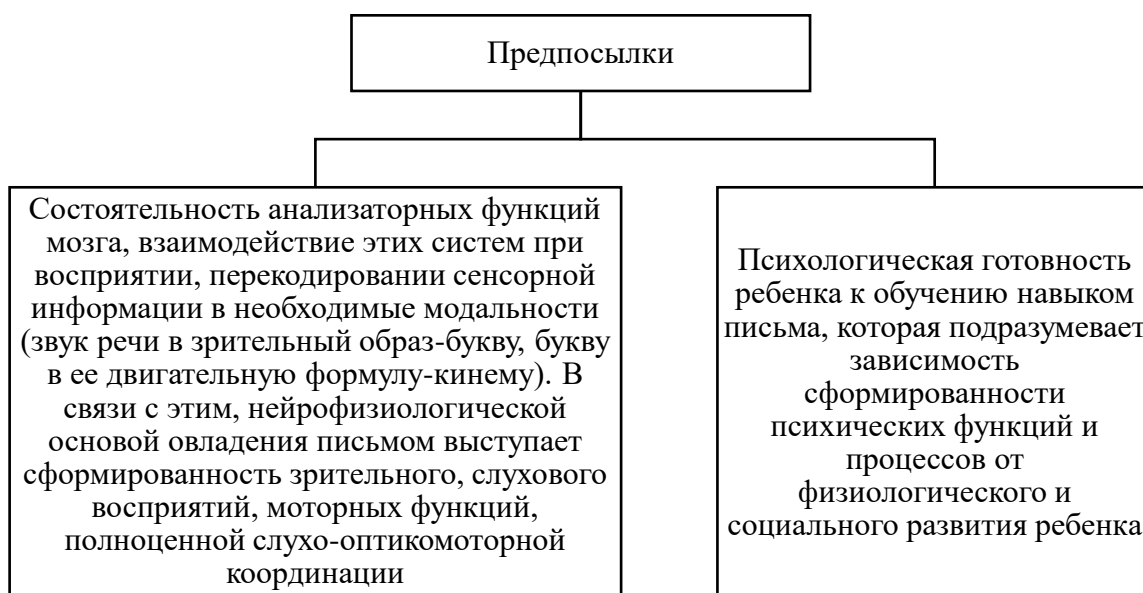 Предпосылки
Состоятельность анализаторных функций
мозга, взаимодействие этих систем при
восприятии, перекодировании сенсорной
информации в необходимые модальности
(звук речи в зрительный образ-букву, букву
в ее двигательную формулу-кинему). В
связи с этим, нейрофизиологической
основой овладения письмом выступает
сформированность зрительного, слухового
восприятий, моторных функций,
полноценной слухо-оптикомоторной
координации
Психологическая готовность
ребенка к обучению навыком
письма, которая подразумевает
зависимость
сформированности
психических функций и
процессов от
физиологического и
социального развития ребенка